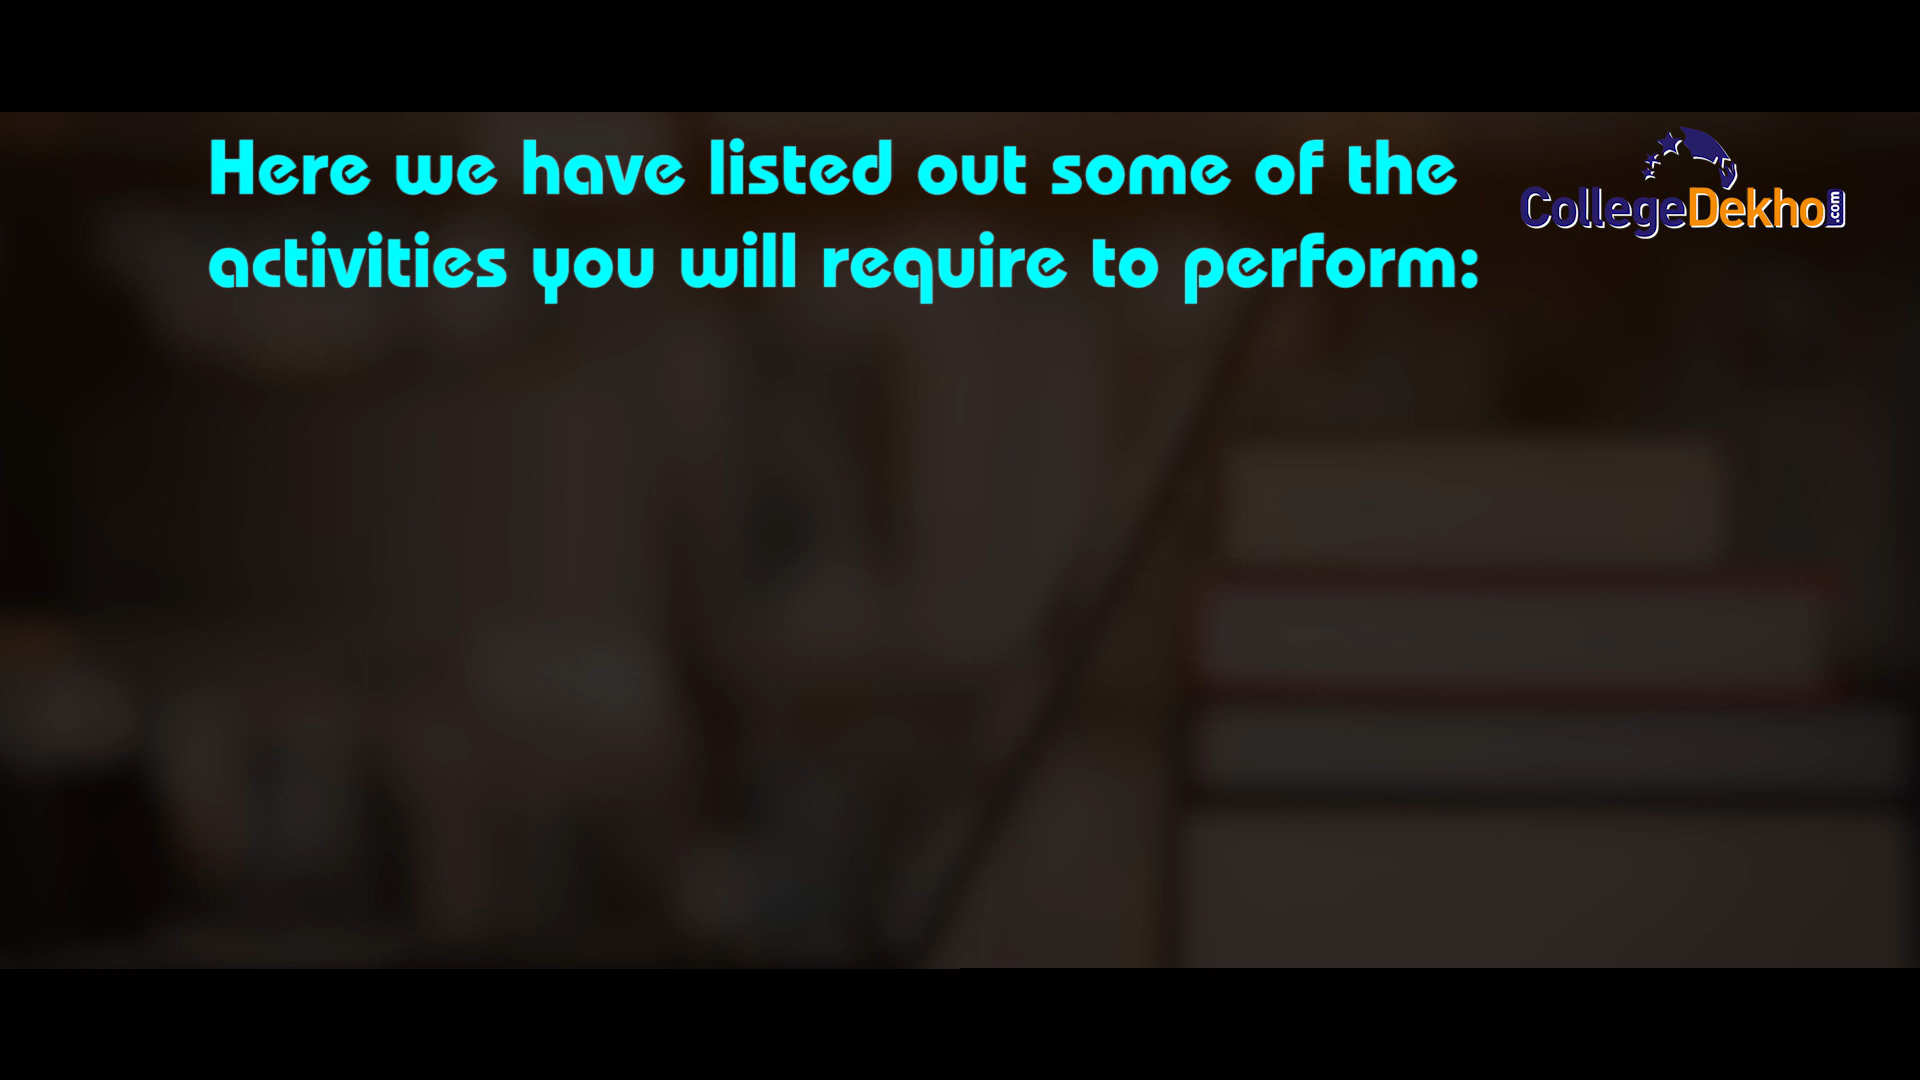 Here we have listed out some of the
activities you will require to perform:
CollegeDekho.com